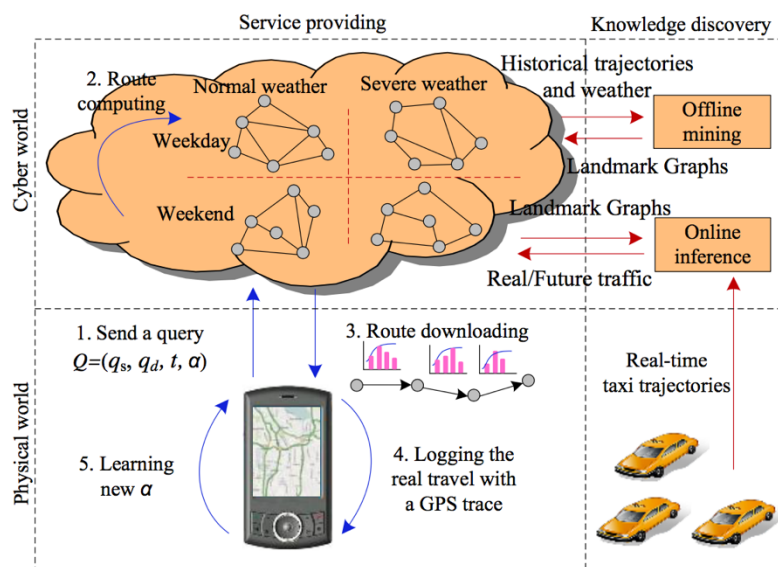 Service providing
Knowledge discovery
Cyber world
2. Route
computing
Normal weather
Severe weather
Weekday
Weekend
Historical trajectories
and weather
Offline
mining
Landmark Graphs
Landmark Graphs
Online
inference
Real/Future traffic
Physical world
1. Send a query
Q=(qs, qd, t, α)
3. Route downloading
5. Learning
new α
4. Logging the
real travel with
a GPS trace
Real-time
taxi trajectories